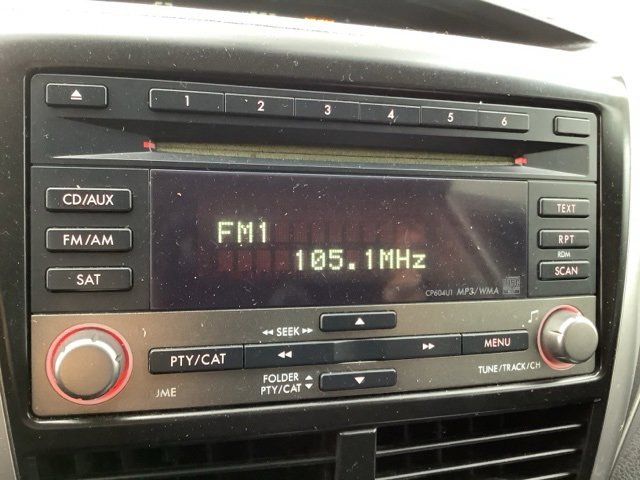 1 2 3 4 5 6
CD/AUX
TEXT
FM/AM
FM1
RPT
RDM
105.1MHz
SAT
SCAN
CP604U1 MP3/WMA
SEEK
PTY/CAT
MENU
FOLDER
PTY/CAT
TUNE/TRACK/CH